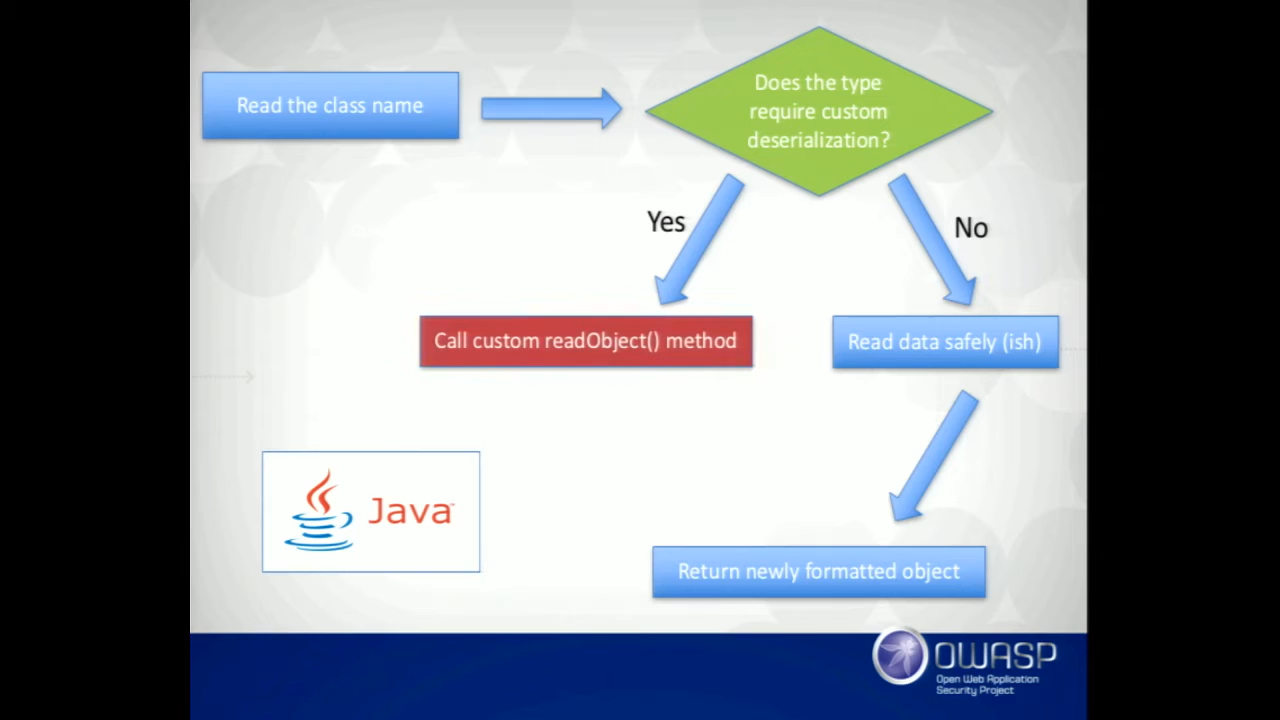 Read the class name
Does the type
require custom
deserialization?
Yes
No
Call custom readObject() method
Read data safely (ish)
Java™
Return newly formatted object
OWASP
Open Web Application
Security Project